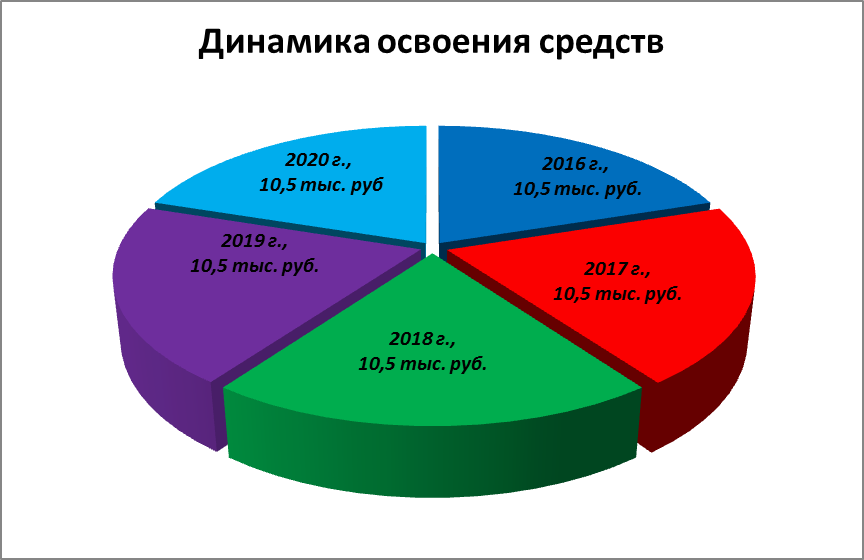 Динамика освоения средств
2020 г.,
10,5 тыс. руб
2016 г.,
10,5 тыс. руб.
2019 г.,
10,5 тыс. руб.
2017 г.,
10,5 тыс. руб.
2018 г.,
10,5 тыс. руб.